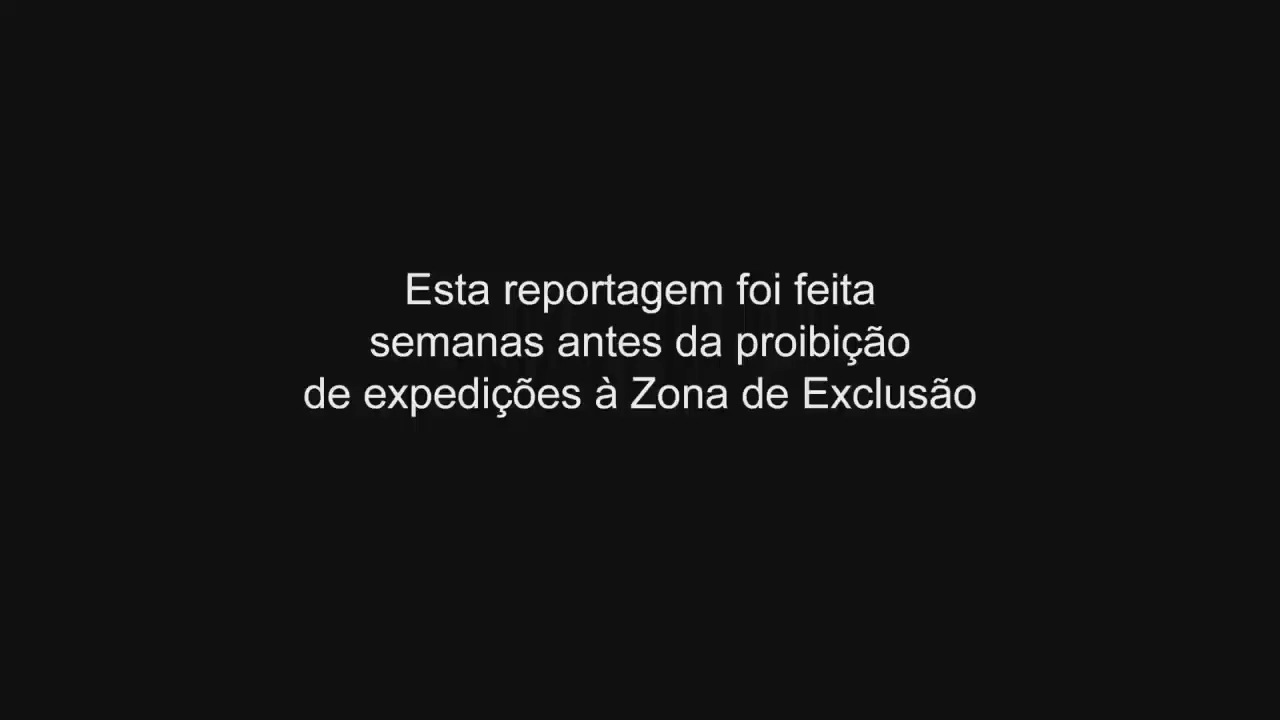 Esta reportagem foi feita
semanas antes da proibição
de expedições à Zona de Exclusão